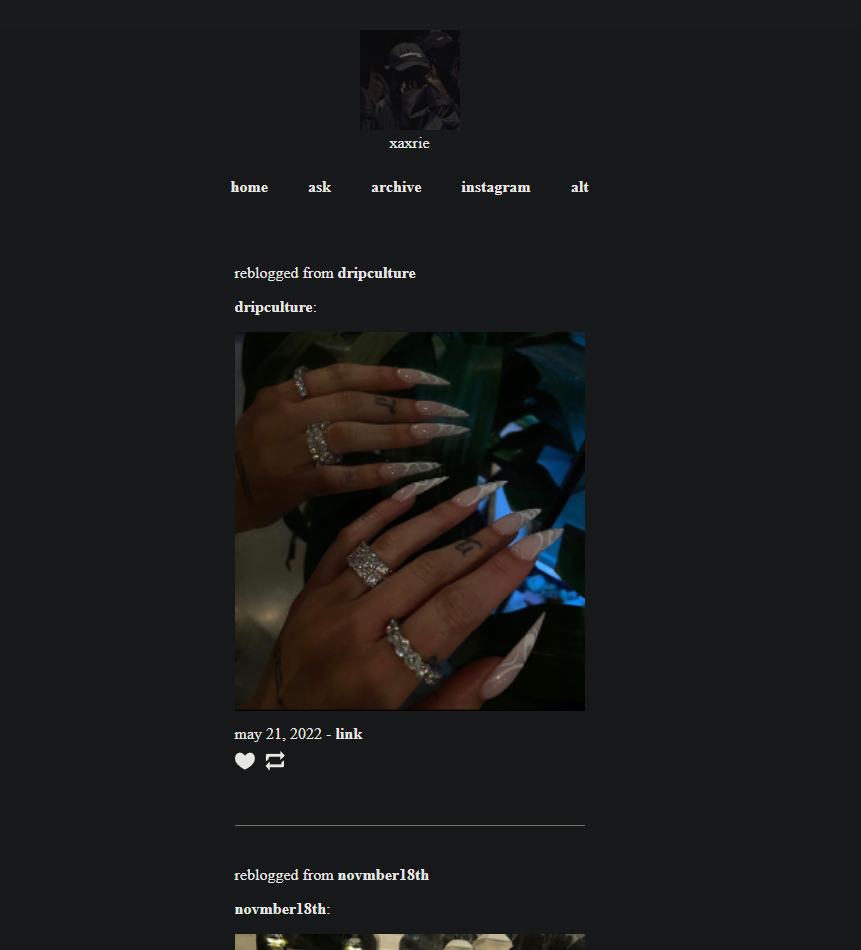 xaxrie
home ask archive instagram alt
reblogged from dripculture
dripculture:
may 21, 2022 - link
reblogged from novmber18th
novmber18th: